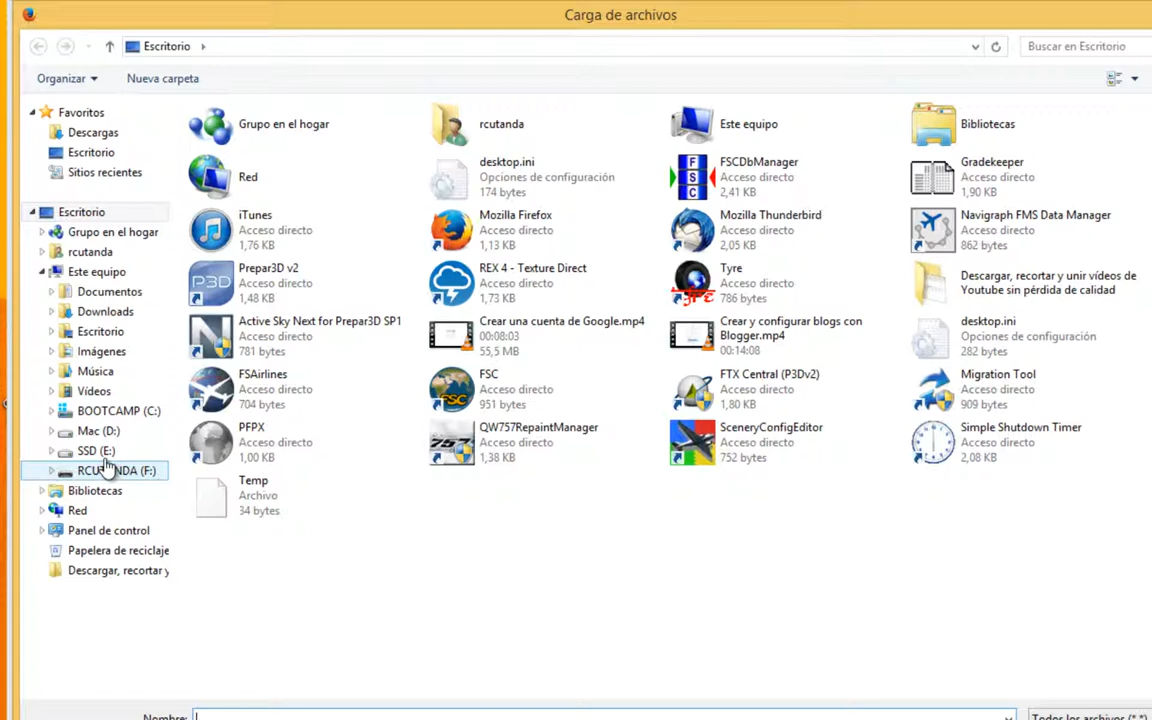 Carga de archivos
Escritorio
Buscar en Escritorio
Organizar
Nueva carpeta
Favoritos
Descargas
Escritorio
Sitios recientes
Escritorio
Grupo en el hogar
rcutanda
Este equipo
Documentos
Downloads
Escritorio
Imágenes
Música
Vídeos
BOOTCAMP (C:)
Mac (D:)
SSD (E:)
RCUTANDA (F:)
Bibliotecas
Red
Panel de control
Papelera de reciclaje
Descargar, recortar y
Grupo en el hogar
rcutanda
Este equipo
Bibliotecas
Red
desktop.ini
Opciones de configuración
174 bytes
FSCDbManager
Acceso directo
2,41 KB
Gradekeeper
Acceso directo
1,90 KB
iTunes
Acceso directo
1,76 KB
Mozilla Firefox
Acceso directo
1,13 KB
Mozilla Thunderbird
Acceso directo
2,05 KB
Navigraph FMS Data Manager
Acceso directo
862 bytes
Prepar3D v2
Acceso directo
1,48 KB
REX 4 - Texture Direct
Acceso directo
1,73 KB
Tyre
Acceso directo
786 bytes
Descargar, recortar y unir vídeos de
Youtube sin pérdida de calidad
Active Sky Next for Prepar3D SP1
Acceso directo
781 bytes
Crear una cuenta de Google.mp4
00:08:03
55,5 MB
Crear y configurar blogs con
Blogger.mp4
00:14:08
desktop.ini
Opciones de configuración
282 bytes
FSAirlines
Acceso directo
704 bytes
FSC
Acceso directo
951 bytes
FTX Central (P3Dv2)
Acceso directo
1,80 KB
Migration Tool
Acceso directo
909 bytes
PFPX
Acceso directo
1,00 KB
QW757RepaintManager
Acceso directo
1,38 KB
SceneryConfigEditor
Acceso directo
752 bytes
Simple Shutdown Timer
Acceso directo
2,08 KB
Temp
Archivo
34 bytes
Nombre:
Todos los archivos (*.*)